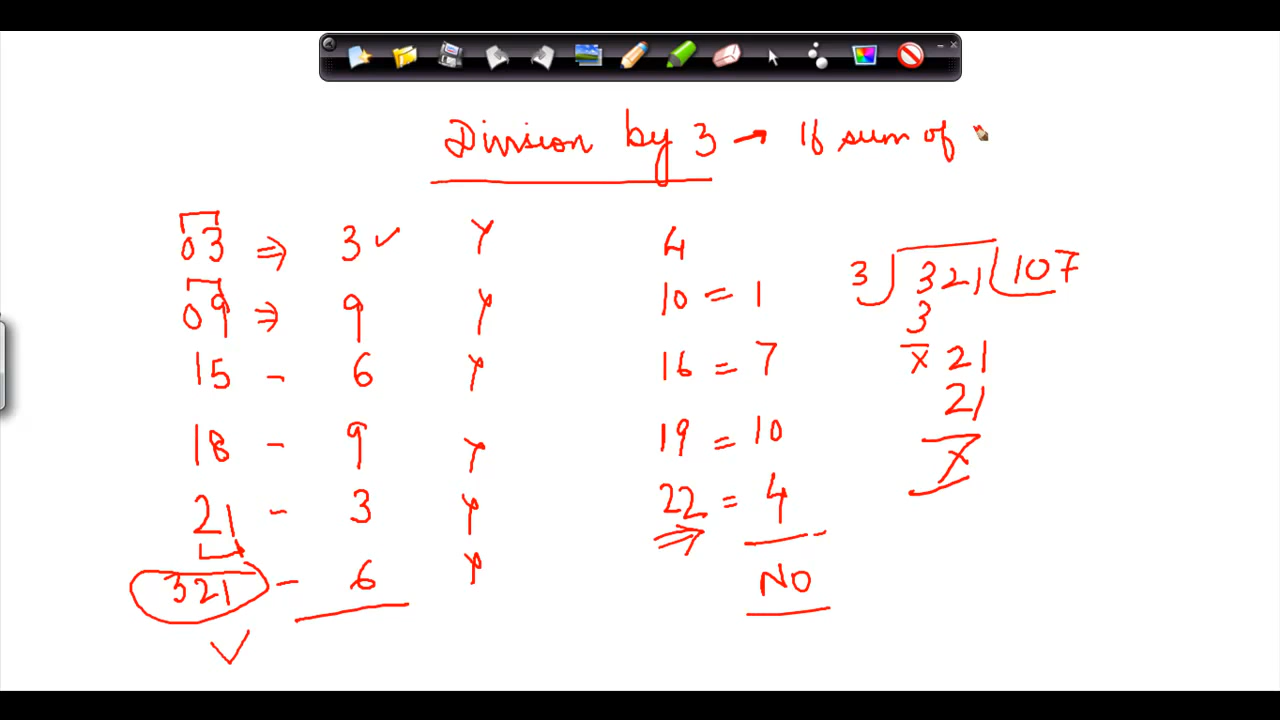 Division by 3 → If sum of
03 ⇒ 3 ✓ Y
09 ⇒ 9 Y
15 - 6 Y
18 - 9 Y
21 - 3 Y
321 - 6 Y
✓
4
10 = 1
16 = 7
19 = 10
22 = 4
⇒
NO
3 ) 321 ( 107
3
x 21
21
x